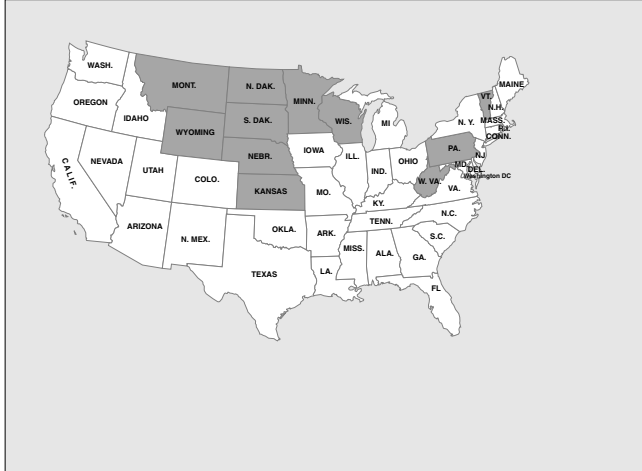 WASH.
MAINE
MONT.
N. DAK.
VT.
MINN.
N.H.
OREGON
S. DAK.
IDAHO
WIS.
N. Y.
MASS.
MI
R.I.
WYOMING
CONN.
IOWA
PA.
NEBR.
ILL.
NJ
NEVADA
OHIO
MD.
UTAH
IND.
DEL.
CALIF.
Washington DC
COLO.
KANSAS
MO.
W. VA.
VA.
KY.
N.C.
TENN.
ARIZONA
OKLA.
ARK.
S.C.
N. MEX.
MISS.
ALA.
GA.
TEXAS
LA.
FL